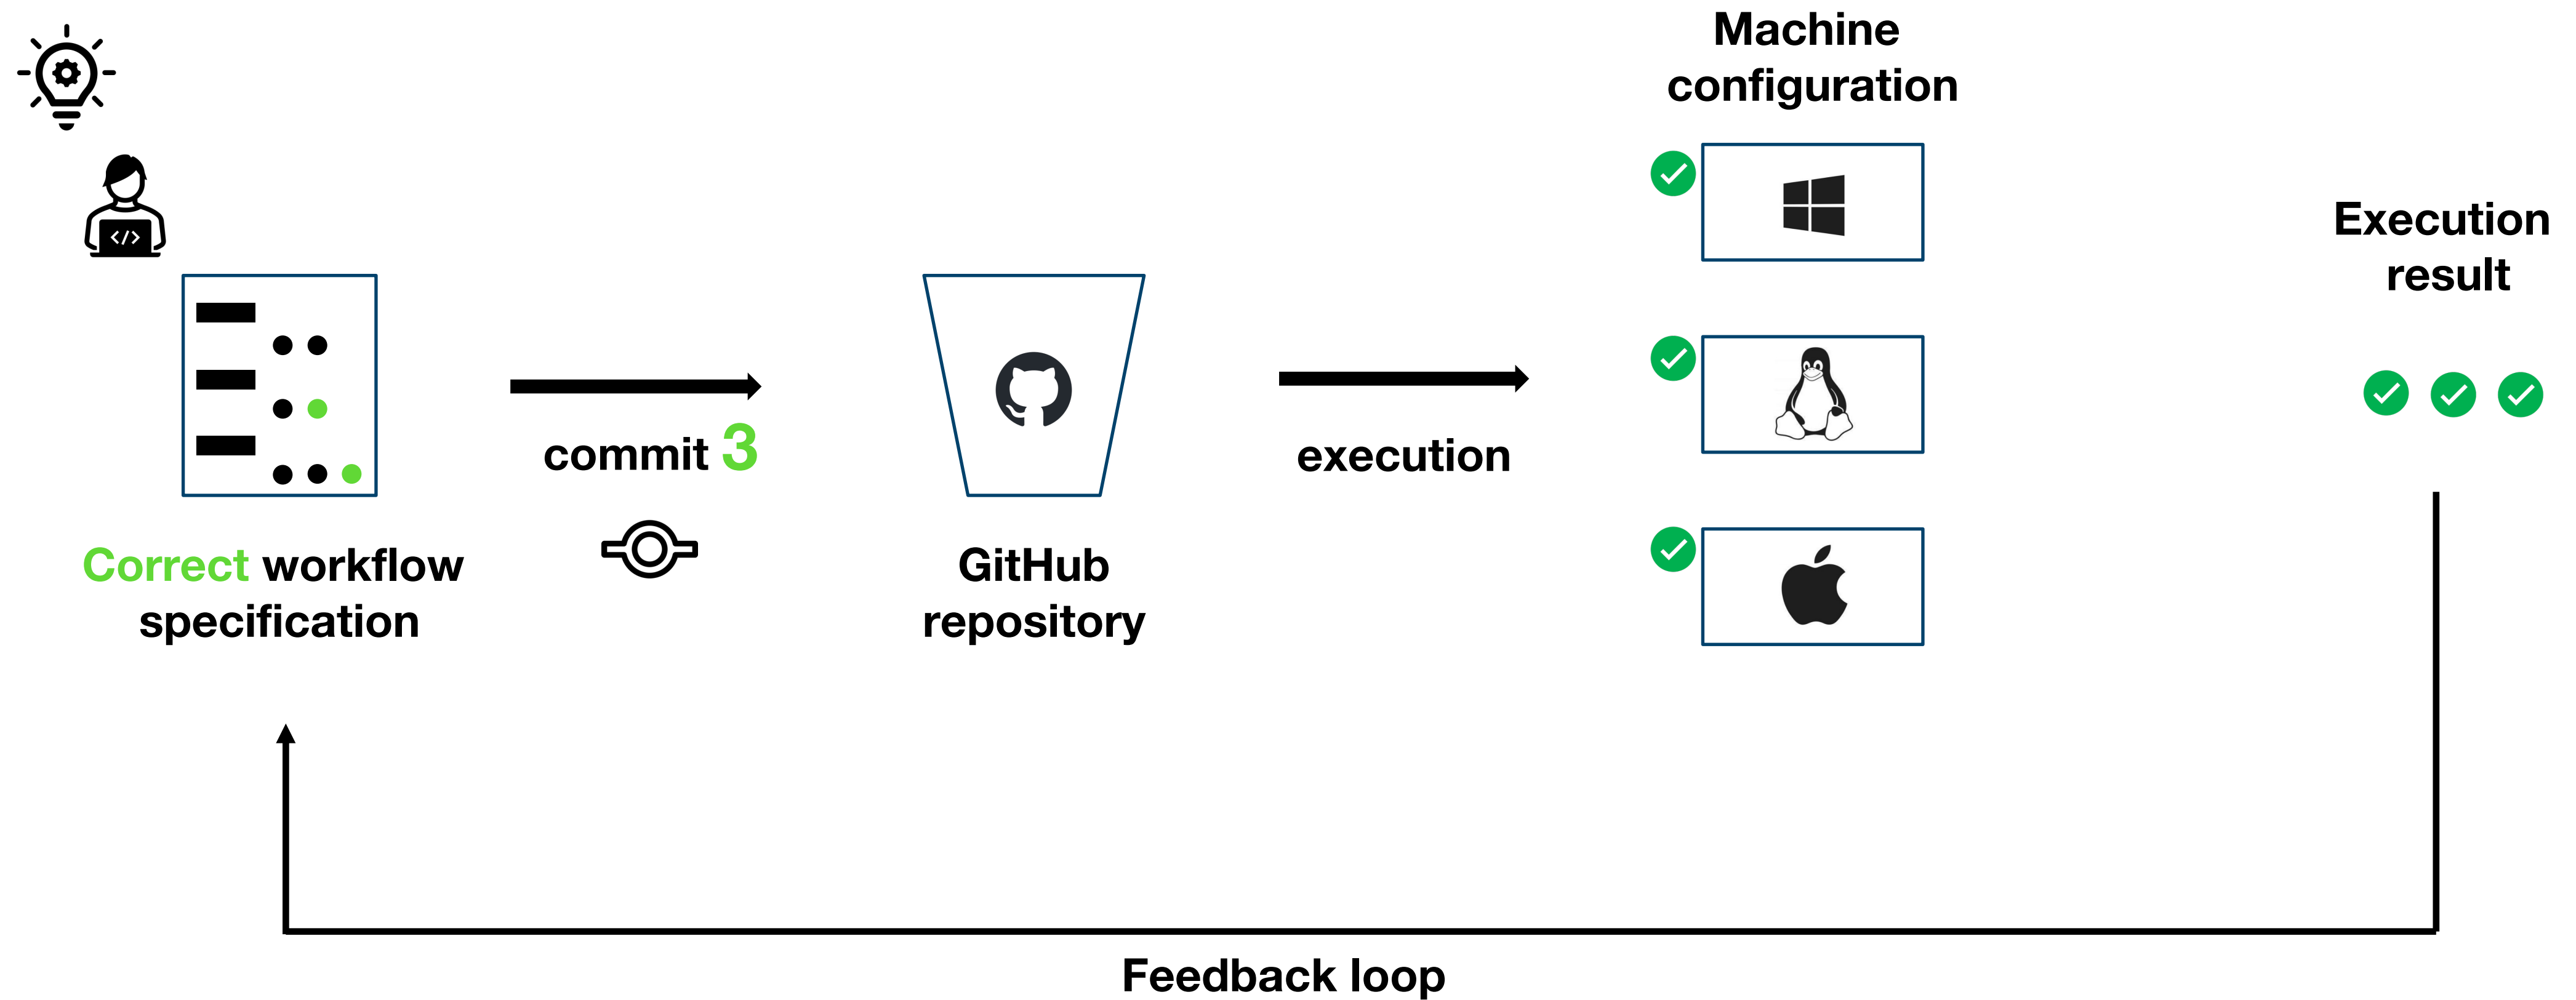 Machine
configuration
Execution
result
</>
commit 3
execution
Correct workflow
specification
GitHub
repository
Feedback loop